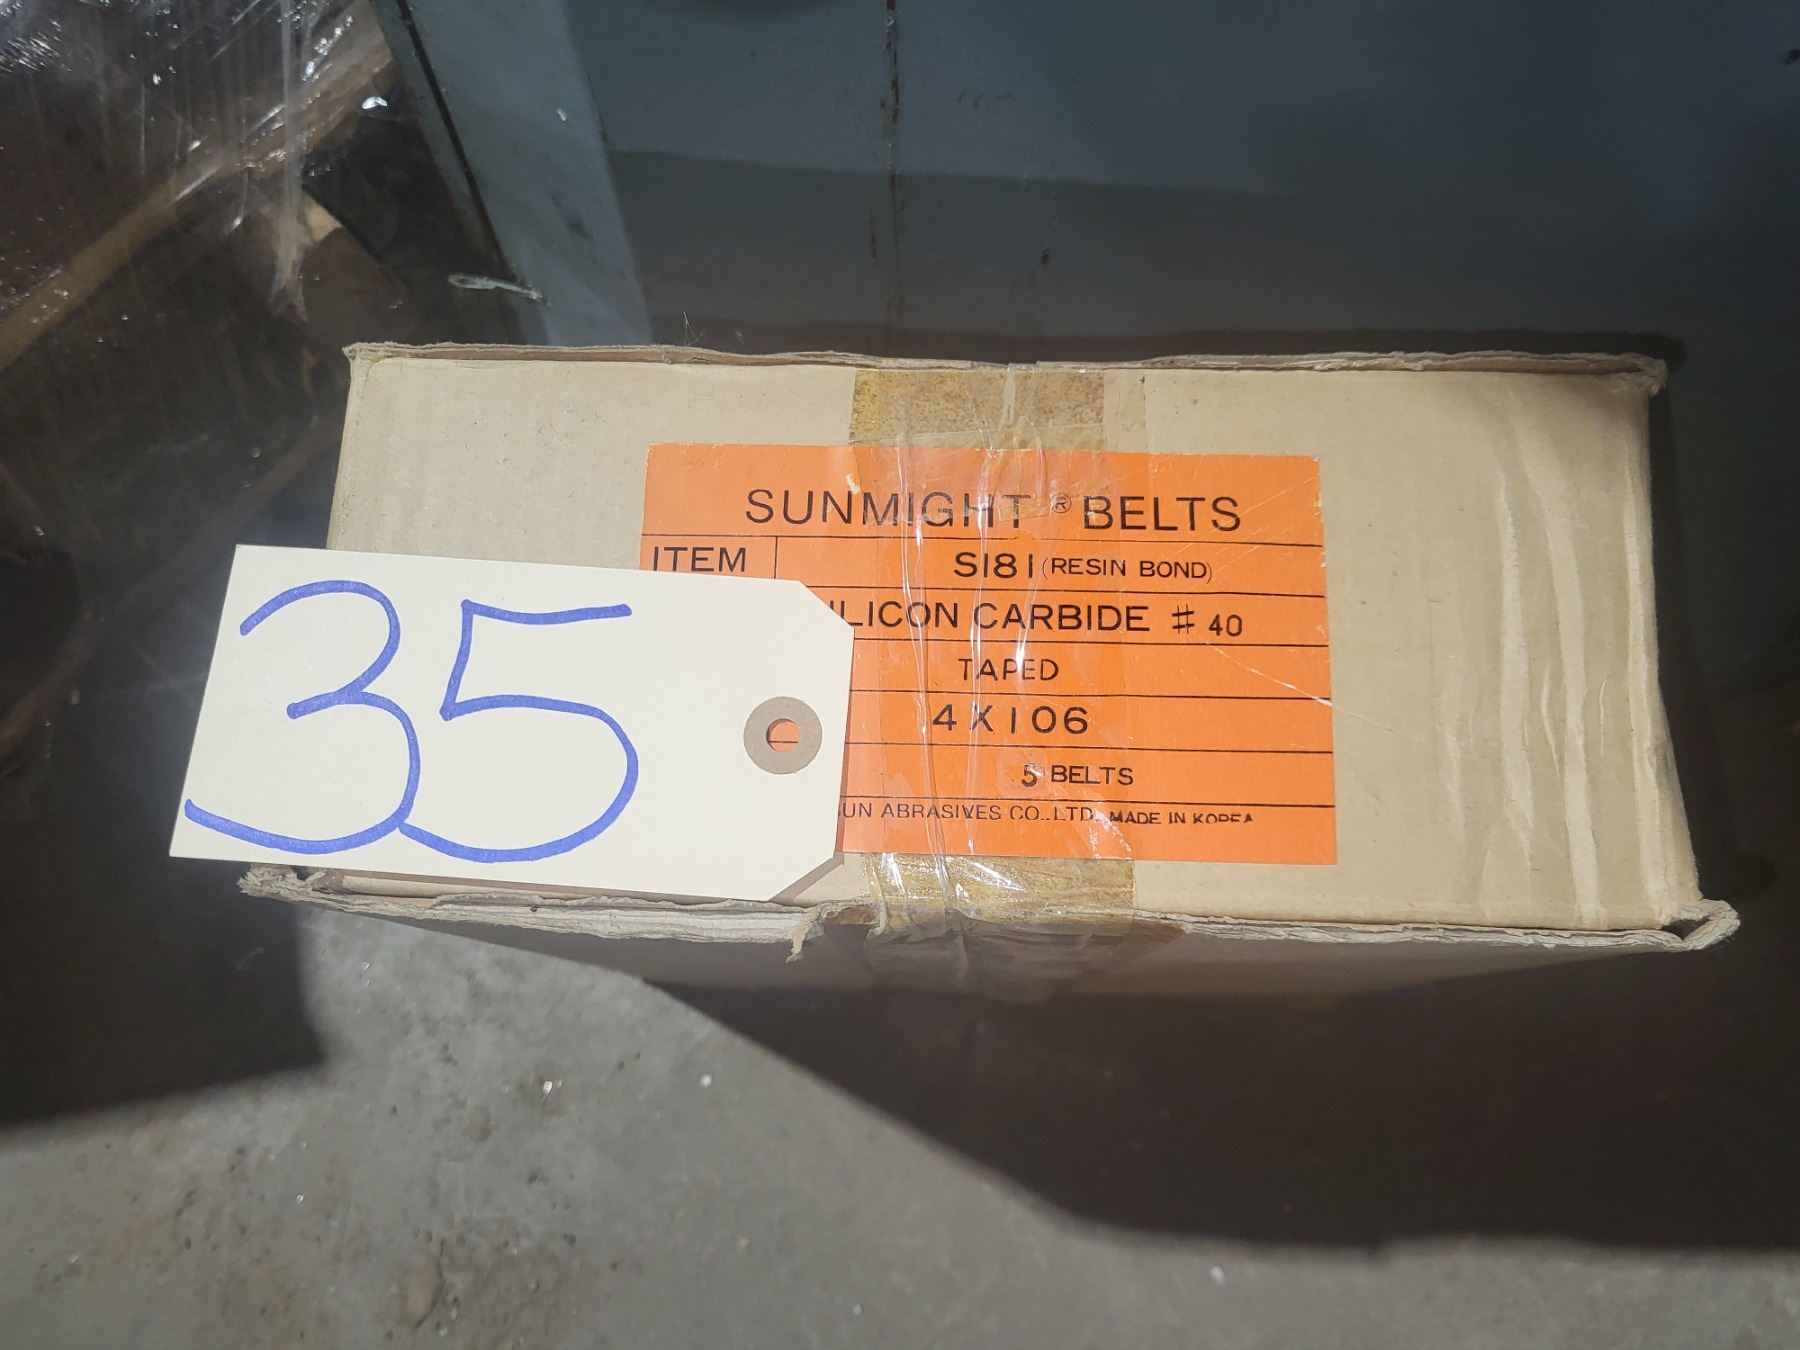 SUNMIGHT ® BELTS
ITEM S181 (RESIN BOND)
ILICON CARBIDE # 40
TAPED
4 X 106
5 BELTS
SUN ABRASIVES CO., LTD. MADE IN KOREA
35